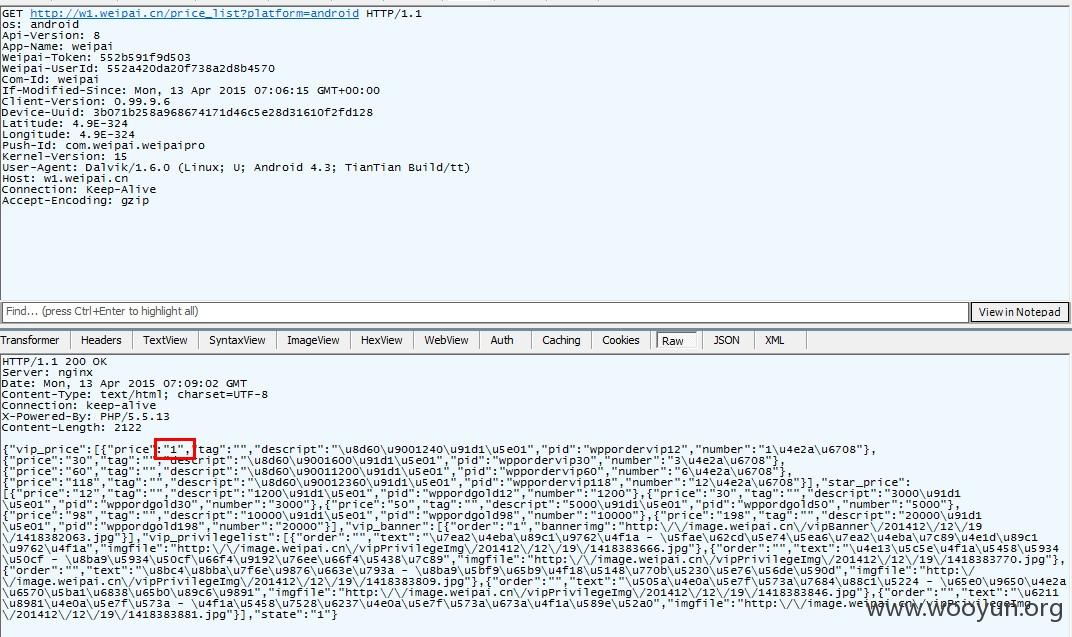 GET http://w1.weipai.cn/price_list?platform=android HTTP/1.1
os: android
Api-Version: 8
App-Name: weipai
Weipai-Token: 552b591f9d503
Weipai-UserId: 552a420da20f738a2d8b4570
Com-Id: weipai
If-Modified-Since: Mon, 13 Apr 2015 07:06:15 GMT+00:00
Client-Version: 0.99.9.6
Device-Uuid: 3b071b258a968674171d46c5e28d31610f2fd128
Latitude: 4.9E-324
Longitude: 4.9E-324
Push-Id: com.weipai.weipaipro
Kernel-Version: 15
User-Agent: Dalvik/1.6.0 (Linux; U; Android 4.3; TianTian Build/tt)
Host: w1.weipai.cn
Connection: Keep-Alive
Accept-Encoding: gzip
Find... (press Ctrl+Enter to highlight all) View in Notepad
Transformer Headers TextView SyntaxView ImageView HexView WebView Auth Caching Cookies Raw JSON XML
HTTP/1.1 200 OK
Server: nginx
Date: Mon, 13 Apr 2015 07:09:02 GMT
Content-Type: text/html; charset=UTF-8
Connection: keep-alive
X-Powered-By: PHP/5.5.13
Content-Length: 2122
{"vip_price":[{"price":"1","tag":"","descript":"\u8d60\u9001240\u91d1\u5e01","pid":"wppordervip12","number":"1\u4e2a\u6708"},
{"price":"30","tag":"","descript":"\u8d60\u9001600\u91d1\u5e01","pid":"wppordervip30","number":"3\u4e2a\u6708"},
{"price":"60","tag":"","descript":"\u8d60\u90011200\u91d1\u5e01","pid":"wppordervip60","number":"6\u4e2a\u6708"},
{"price":"118","tag":"","descript":"\u8d60\u90012360\u91d1\u5e01","pid":"wppordervip118","number":"12\u4e2a\u6708"}],"star_price":
[{"price":"12","tag":"","descript":"1200\u91d1\u5e01","pid":"wppordgold12","number":"1200"},{"price":"30","tag":"","descript":"3000\u91d1
\u5e01","pid":"wppordgold30","number":"3000"},{"price":"50","tag":"","descript":"5000\u91d1\u5e01","pid":"wppordgold50","number":"5000"},
{"price":"98","tag":"","descript":"10000\u91d1\u5e01","pid":"wppordgold98","number":"10000"},{"price":"198","tag":"","descript":"20000\u91d1
\u5e01","pid":"wppordgold198","number":"20000"}],"vip_banner":[{"order":"1","bannerimg":"http:\/\/image.weipai.cn\/vipBanner\/201412\/12\/19
\/1418382063.jpg"}],"vip_privilegelist":[{"order":"","text":"\u7ea2\u4eba\u89c1\u9762\u4f1a - \u5fae\u62cd\u5e74\u5ea6\u7ea2\u4eba\u7c89\u4e1d\u89c1
\u9762\u4f1a","imgfile":"http:\/\/image.weipai.cn\/vipPrivilegeImg\/201412\/12\/19\/1418383666.jpg"},{"order":"","text":"\u4e13\u5c5e\u4f1a\u5458\u5934
\u50cf - \u8ba9\u5934\u50cf\u66f4\u9192\u76ee\u66f4\u5438\u7c89","imgfile":"http:\/\/image.weipai.cn\/vipPrivilegeImg\/201412\/12\/19\/1418383770.jpg"},
{"order":"","text":"\u8bc4\u8bba\u7f6e\u9876\u663e\u793a - \u8ba9\u5bf9\u65b9\u4f18\u5148\u770b\u5230\u5e76\u56de\u590d","imgfile":"http:\/
\/image.weipai.cn\/vipPrivilegeImg\/201412\/12\/19\/1418383809.jpg"},{"order":"","text":"\u505a\u4e0a\u5e7f\u573a\u7684\u88c1\u5224 - \u65e0\u9650\u4e2a
\u6570\u5ba1\u6838\u65b0\u89c6\u9891","imgfile":"http:\/\/image.weipai.cn\/vipPrivilegeImg\/201412\/12\/19\/1418383846.jpg"},{"order":"","text":"\u6211
\u8981\u4e0a\u5e7f\u573a - \u4f1a\u5458\u7528\u6237\u4e0a\u5e7f\u573a\u673a\u4f1a\u589e\u52a0","imgfile":"http:\/\/image.weipai.cn\/vipPrivilegeImg
\/201412\/12\/19\/1418383881.jpg"}],"state":"1"}
www.wooyun.org